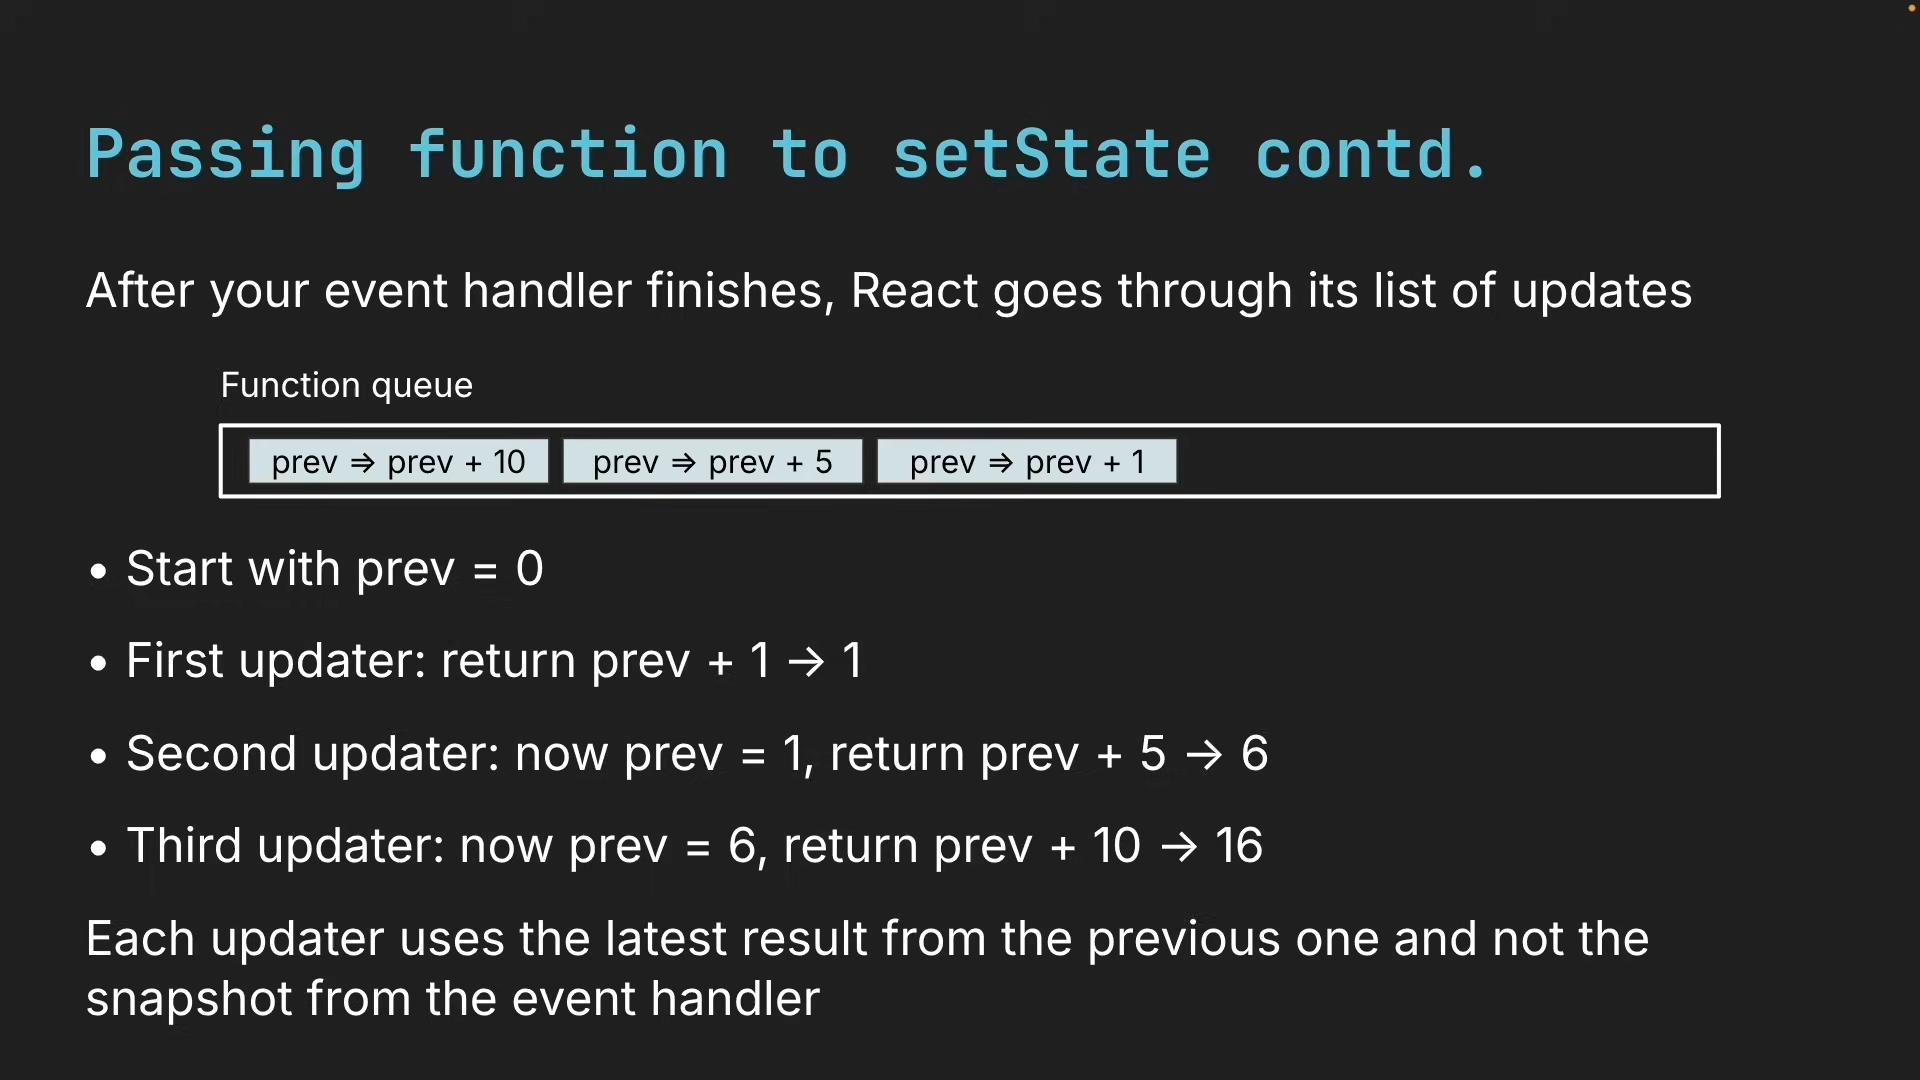 Passing function to setState contd.
After your event handler finishes, React goes through its list of updates
Function queue
prev ⇒ prev + 10 prev ⇒ prev + 5 prev ⇒ prev + 1
• Start with prev = 0
• First updater: return prev + 1 → 1
• Second updater: now prev = 1, return prev + 5 → 6
• Third updater: now prev = 6, return prev + 10 → 16
Each updater uses the latest result from the previous one and not the
snapshot from the event handler